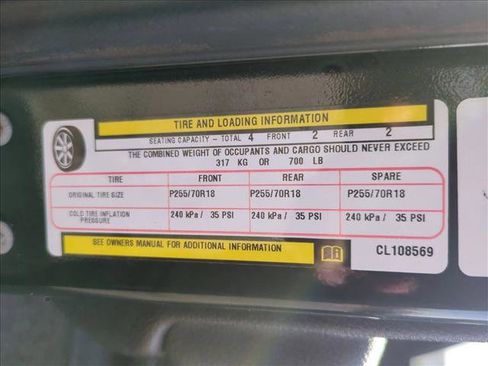 TIRE AND LOADING INFORMATION
SEATING CAPACITY - TOTAL 4 FRONT 2 REAR 2
THE COMBINED WEIGHT OF OCCUPANTS AND CARGO SHOULD NEVER EXCEED
317 KG OR 700 LB
TIRE FRONT REAR SPARE
ORIGINAL TIRE SIZE P255/70R18 P255/70R18 P255/70R18
COLD TIRE INFLATION PRESSURE 240 kPa / 35 PSI 240 kPa / 35 PSI 240 kPa / 35 PSI
SEE OWNERS MANUAL FOR ADDITIONAL INFORMATION
CL108569